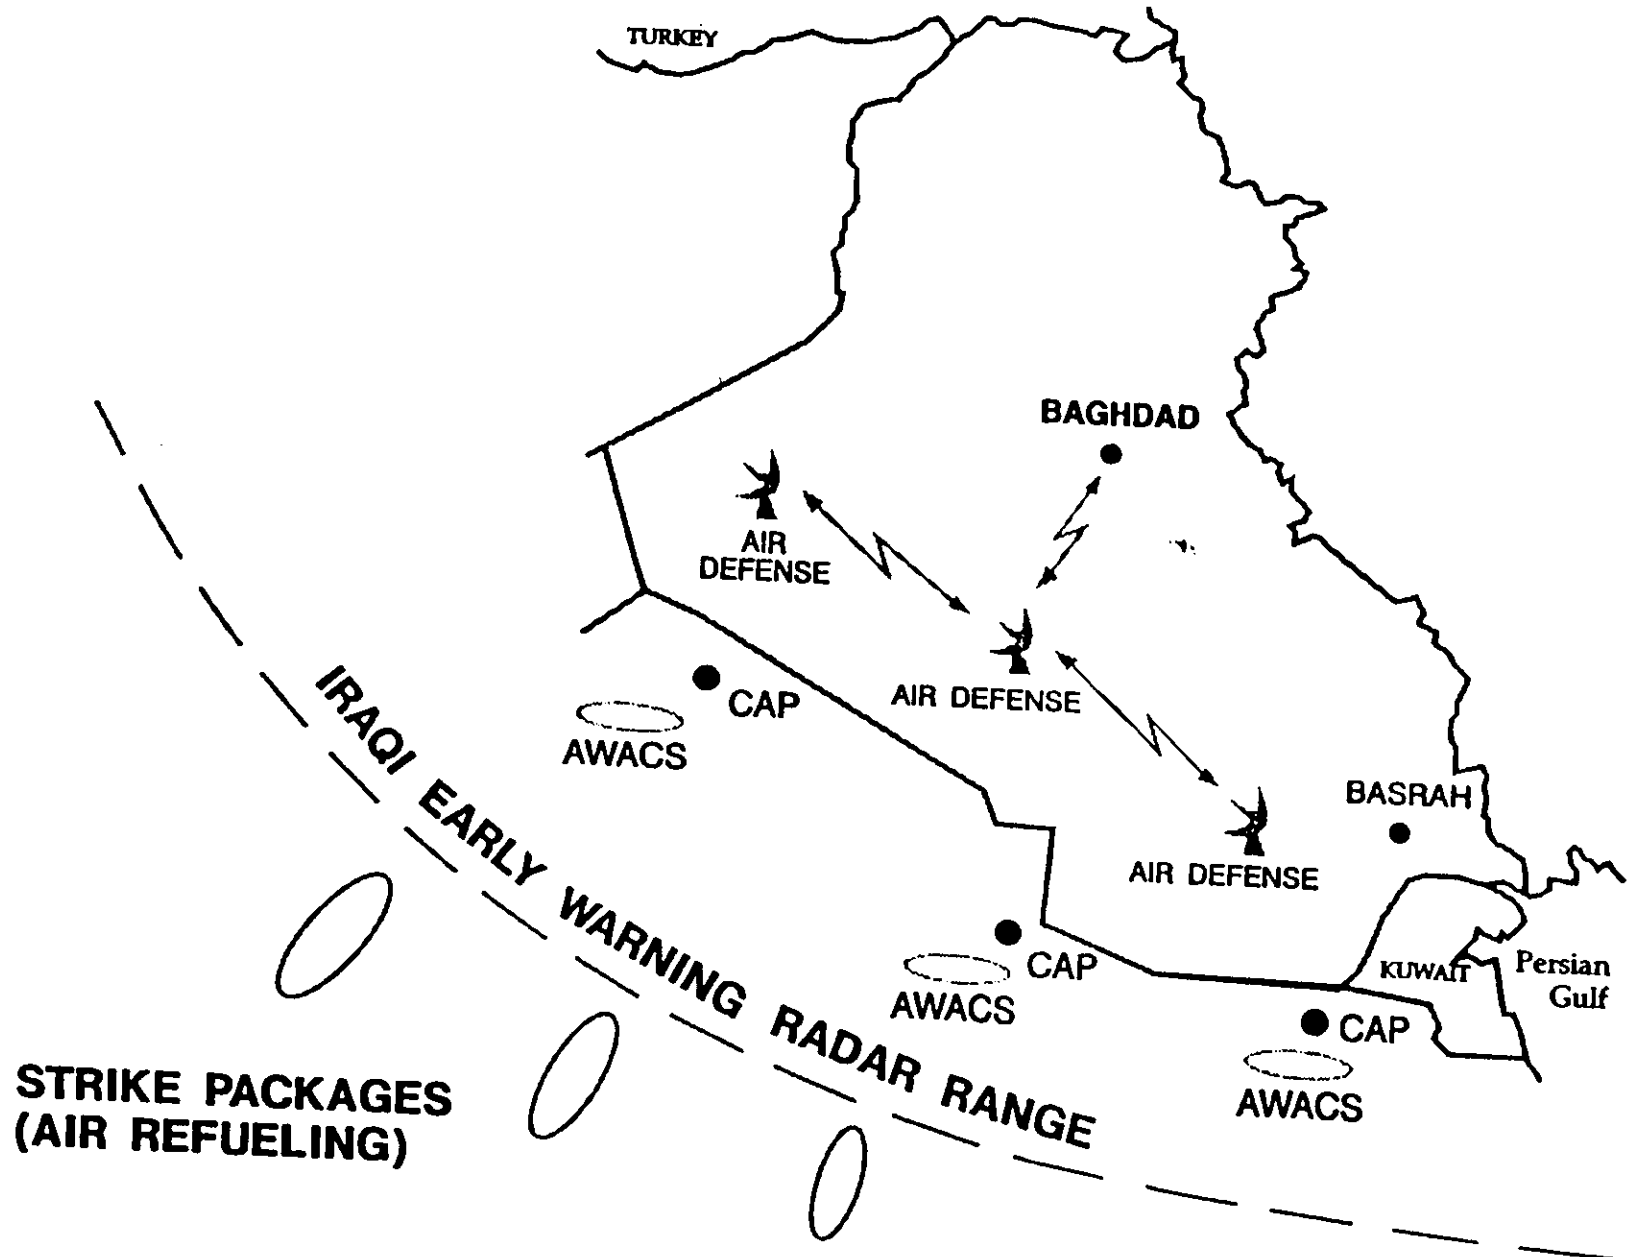 TURKEY
BAGHDAD
AIR
DEFENSE
AIR DEFENSE
CAP
AWACS
IRAQI EARLY WARNING RADAR RANGE
BASRAH
AIR DEFENSE
CAP
AWACS
KUWAIT
Persian
Gulf
CAP
AWACS
STRIKE PACKAGES
(AIR REFUELING)